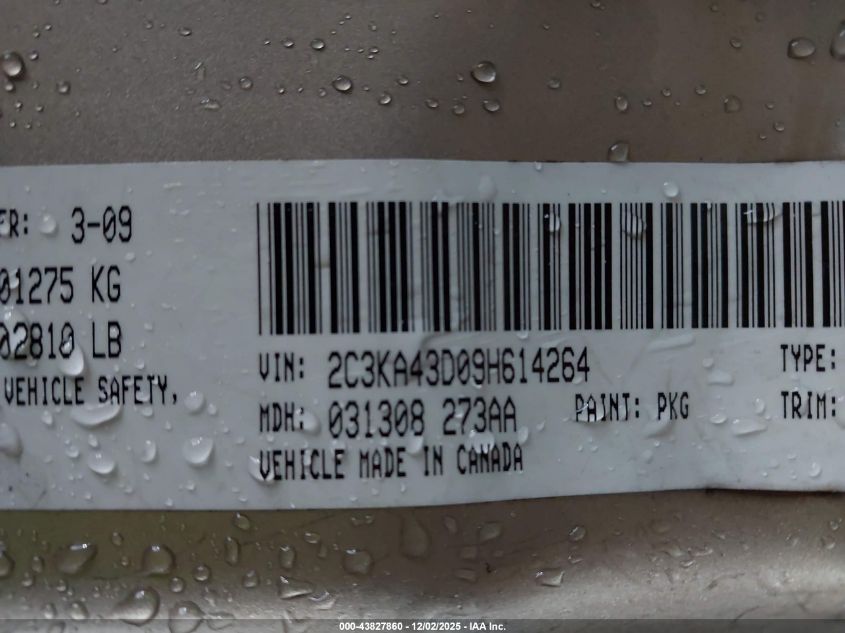 ER: 3-09
01275 KG
02810 LB
VEHICLE SAFETY,
VIN: 2C3KA43D09H614264
TYPE:
MDH: 031308 273AA
PAINT: PKG
TRIM:
VEHICLE MADE IN CANADA
000-43827860 - 12/02/2025 - IAA Inc.